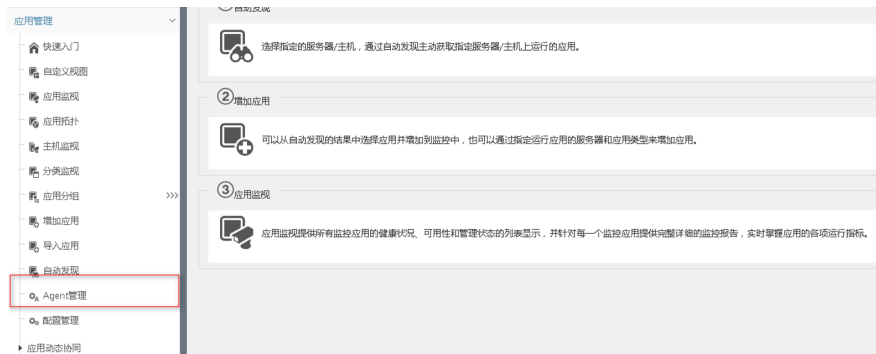 应用管理
快速入门
自定义视图
应用监视
应用拓扑
主机监视
分类监视
应用分组 >>>
增加应用
导入应用
自动发现
Agent管理
配置管理
应用动态协同
①自动发现
选择指定的服务器/主机，通过自动发现主动获取指定服务器/主机上运行的应用。
②增加应用
可以从自动发现的结果中选择应用并增加到监控中，也可以通过指定运行应用的服务器和应用类型来增加应用。
③应用监视
应用监视提供所有监控应用的健康状况、可用性和管理状态的列表显示，并针对每一个监控应用提供完整详细的监控报告，实时掌握应用的各项运行指标。